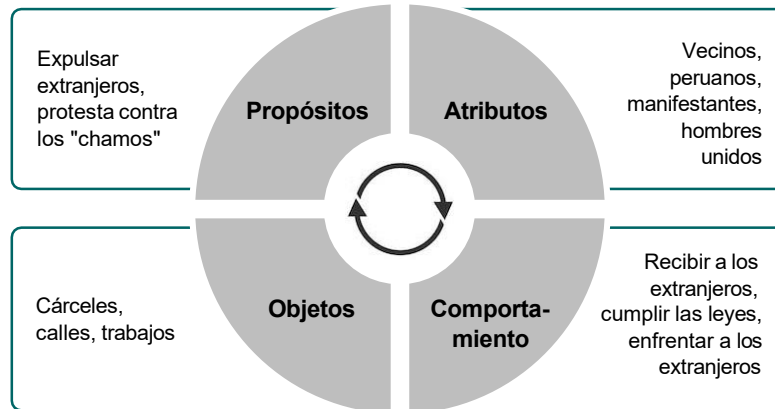 Expulsar
extranjeros,
protesta contra
los "chamos"
Propósitos
Atributos
Vecinos,
peruanos,
manifestantes,
hombres
unidos
Cárceles,
calles, trabajos
Objetos
Comporta-
miento
Recibir a los
extranjeros,
cumplir las leyes,
enfrentar a los
extranjeros